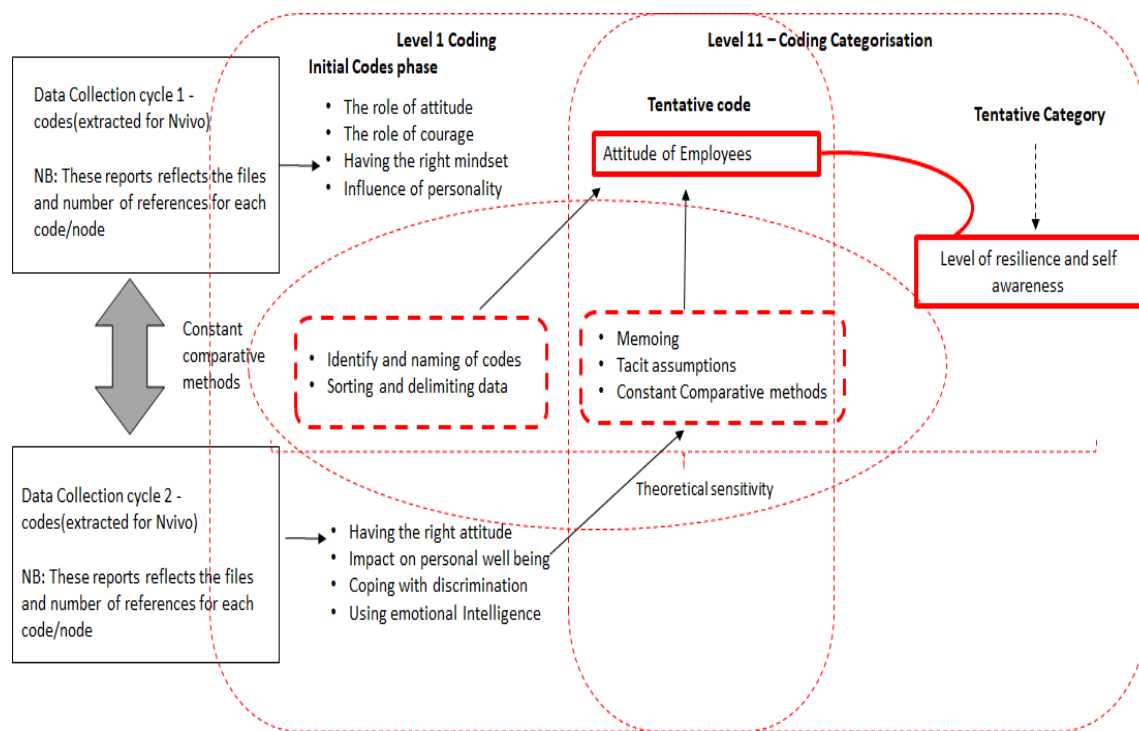 Level 1 Coding
Level 11 – Coding Categorisation
Data Collection cycle 1 -
codes(extracted for Nvivo)
NB: These reports reflects the files
and number of references for each
code/node
Initial Codes phase
• The role of attitude
• The role of courage
• Having the right mindset
• Influence of personality
Tentative code
Attitude of Employees
Tentative Category
Level of resilience and self
awareness
Constant
comparative
methods
• Identify and naming of codes
• Sorting and delimiting data
• Memoing
• Tacit assumptions
• Constant Comparative methods
Theoretical sensitivity
Data Collection cycle 2 -
codes(extracted for Nvivo)
NB: These reports reflects the files
and number of references for each
code/node
• Having the right attitude
• Impact on personal well being
• Coping with discrimination
• Using emotional Intelligence